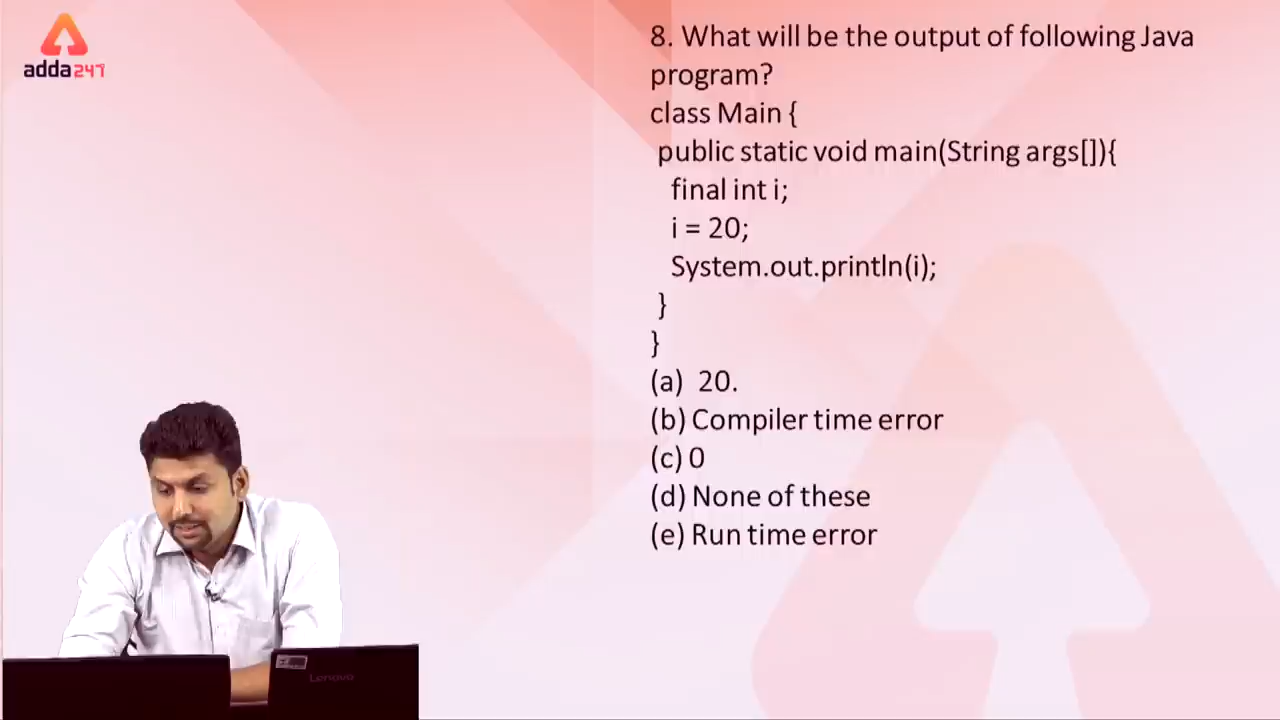 adda247
8. What will be the output of following Java
program?
class Main {
public static void main(String args[]){
final int i;
i = 20;
System.out.println(i);
}
}
(a) 20.
(b) Compiler time error
(c) 0
(d) None of these
(e) Run time error
Lenovo